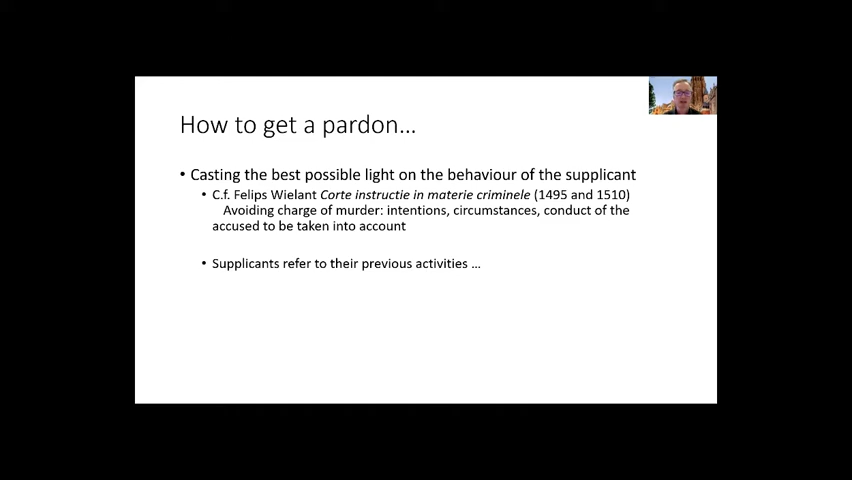 How to get a pardon...
• Casting the best possible light on the behaviour of the supplicant
• C.f. Felips Wielant Corte instructie in materie criminele (1495 and 1510)
Avoiding charge of murder: intentions, circumstances, conduct of the
accused to be taken into account
• Supplicants refer to their previous activities ...